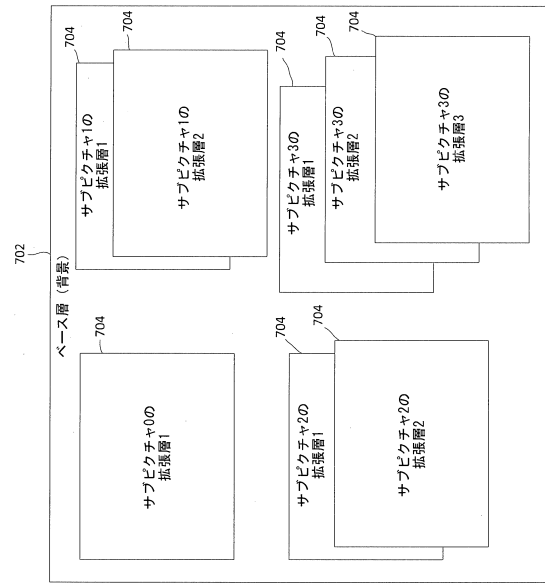 702
ベース層（背景）
704
サブピクチャ0の
拡張層1
704
サブピクチャ1の
拡張層1
704
サブピクチャ1の
拡張層2
704
サブピクチャ2の
拡張層1
704
サブピクチャ2の
拡張層2
704
サブピクチャ3の
拡張層1
704
サブピクチャ3の
拡張層2
704
サブピクチャ3の
拡張層3